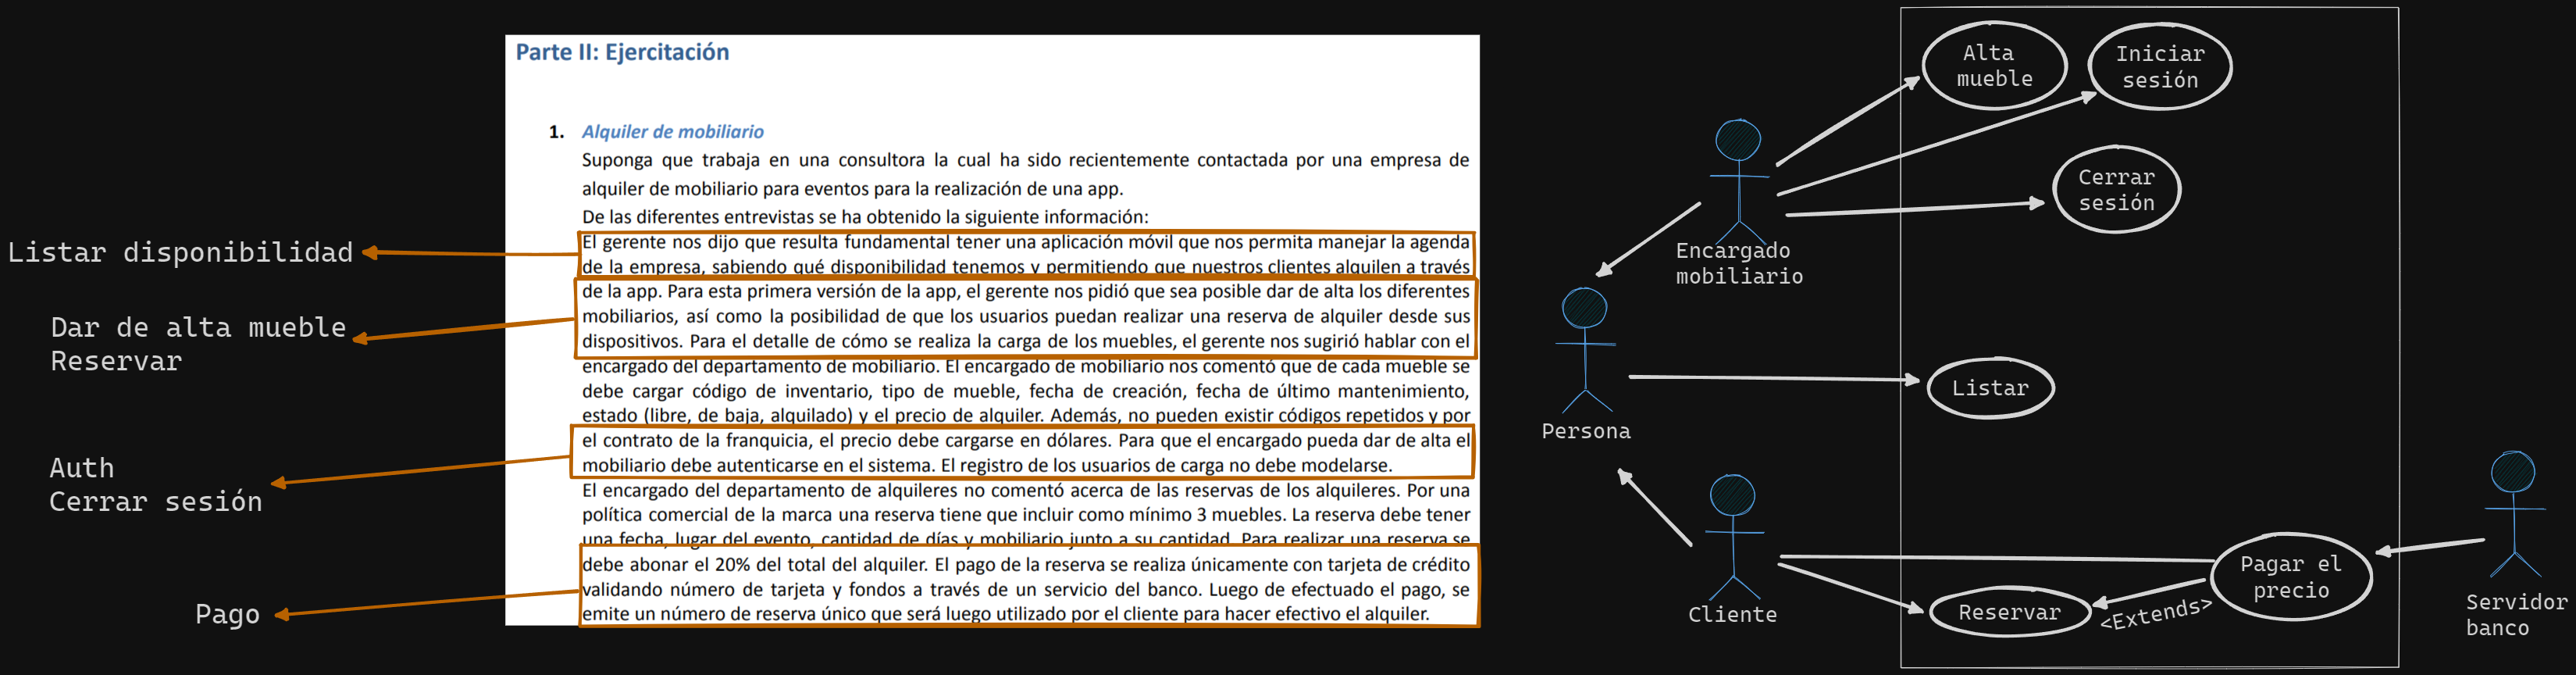 Listar disponibilidad
Dar de alta mueble
Reservar
Auth
Cerrar sesión
Pago
Parte II: Ejercitación
1. Alquiler de mobiliario
Suponga que trabaja en una consultora la cual ha sido recientemente contactada por una empresa de
alquiler de mobiliario para eventos para la realización de una app.
De las diferentes entrevistas se ha obtenido la siguiente información:
El gerente nos dijo que resulta fundamental tener una aplicación móvil que nos permita manejar la agenda
de la empresa, sabiendo qué disponibilidad tenemos y permitiendo que nuestros clientes alquilen a través
de la app. Para esta primera versión de la app, el gerente nos pidió que sea posible dar de alta los diferentes
mobiliarios, así como la posibilidad de que los usuarios puedan realizar una reserva de alquiler desde sus
dispositivos. Para el detalle de cómo se realiza la carga de los muebles, el gerente nos sugirió hablar con el
encargado del departamento de mobiliario. El encargado de mobiliario nos comentó que de cada mueble se
debe cargar código de inventario, tipo de mueble, fecha de creación, fecha de último mantenimiento,
estado (libre, de baja, alquilado) y el precio de alquiler. Además, no pueden existir códigos repetidos y por
el contrato de la franquicia, el precio debe cargarse en dólares. Para que el encargado pueda dar de alta el
mobiliario debe autenticarse en el sistema. El registro de los usuarios de carga no debe modelarse.
El encargado del departamento de alquileres no comentó acerca de las reservas de los alquileres. Por una
política comercial de la marca una reserva tiene que incluir como mínimo 3 muebles. La reserva debe tener
una fecha, lugar del evento, cantidad de días y mobiliario junto a su cantidad. Para realizar una reserva se
debe abonar el 20% del total del alquiler. El pago de la reserva se realiza únicamente con tarjeta de crédito
validando número de tarjeta y fondos a través de un servicio del banco. Luego de efectuado el pago, se
emite un número de reserva único que será luego utilizado por el cliente para hacer efectivo el alquiler.
Alta
mueble
Iniciar
sesión
Cerrar
sesión
Encargado
mobiliario
Listar
Persona
Cliente
Reservar
<Extends>
Pagar el
precio
Servidor
banco